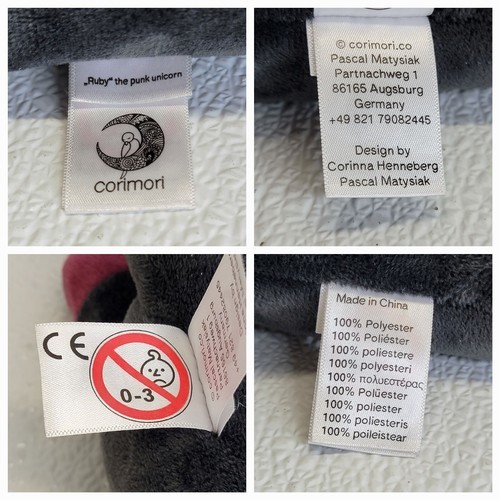 „Ruby" the punk unicorn
corimori
© corimori.co
Pascal Matysiak
Partnachweg 1
86165 Augsburg
Germany
+49 821 79082445
Design by
Corinna Henneberg
Pascal Matysiak
CE
0-3
Made in China
100% Polyester
100% Poliéster
100% poliestere
100% polyesteri
100% πολυεστέρας
100% Polüester
100% poliester
100% poliesteris
100% poileistear